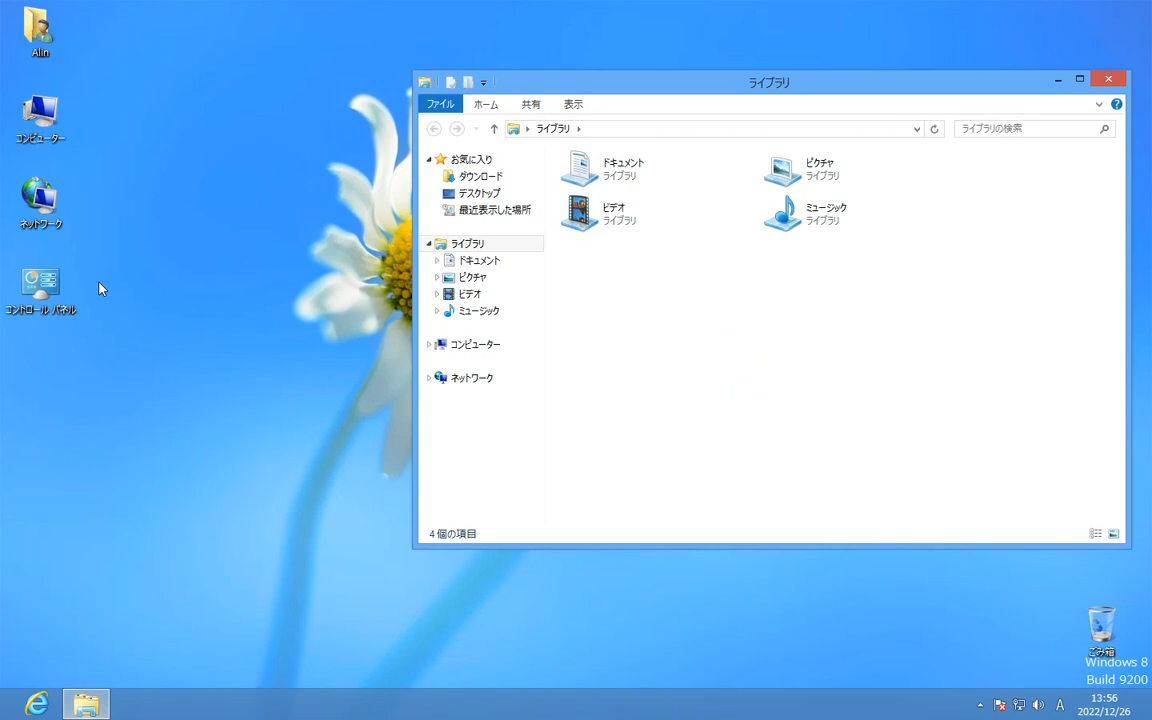 Alin
コンピューター
ネットワーク
コントロール パネル
ライブラリ
ファイル
ホーム
共有
表示
ライブラリ
ライブラリの検索
お気に入り
ダウンロード
デスクトップ
最近表示した場所
ライブラリ
ドキュメント
ピクチャ
ビデオ
ミュージック
コンピューター
ネットワーク
ドキュメント
ライブラリ
ピクチャ
ライブラリ
ビデオ
ライブラリ
ミュージック
ライブラリ
4 個の項目
ごみ箱
Windows 8
Build 9200
A
13:56
2022/12/26